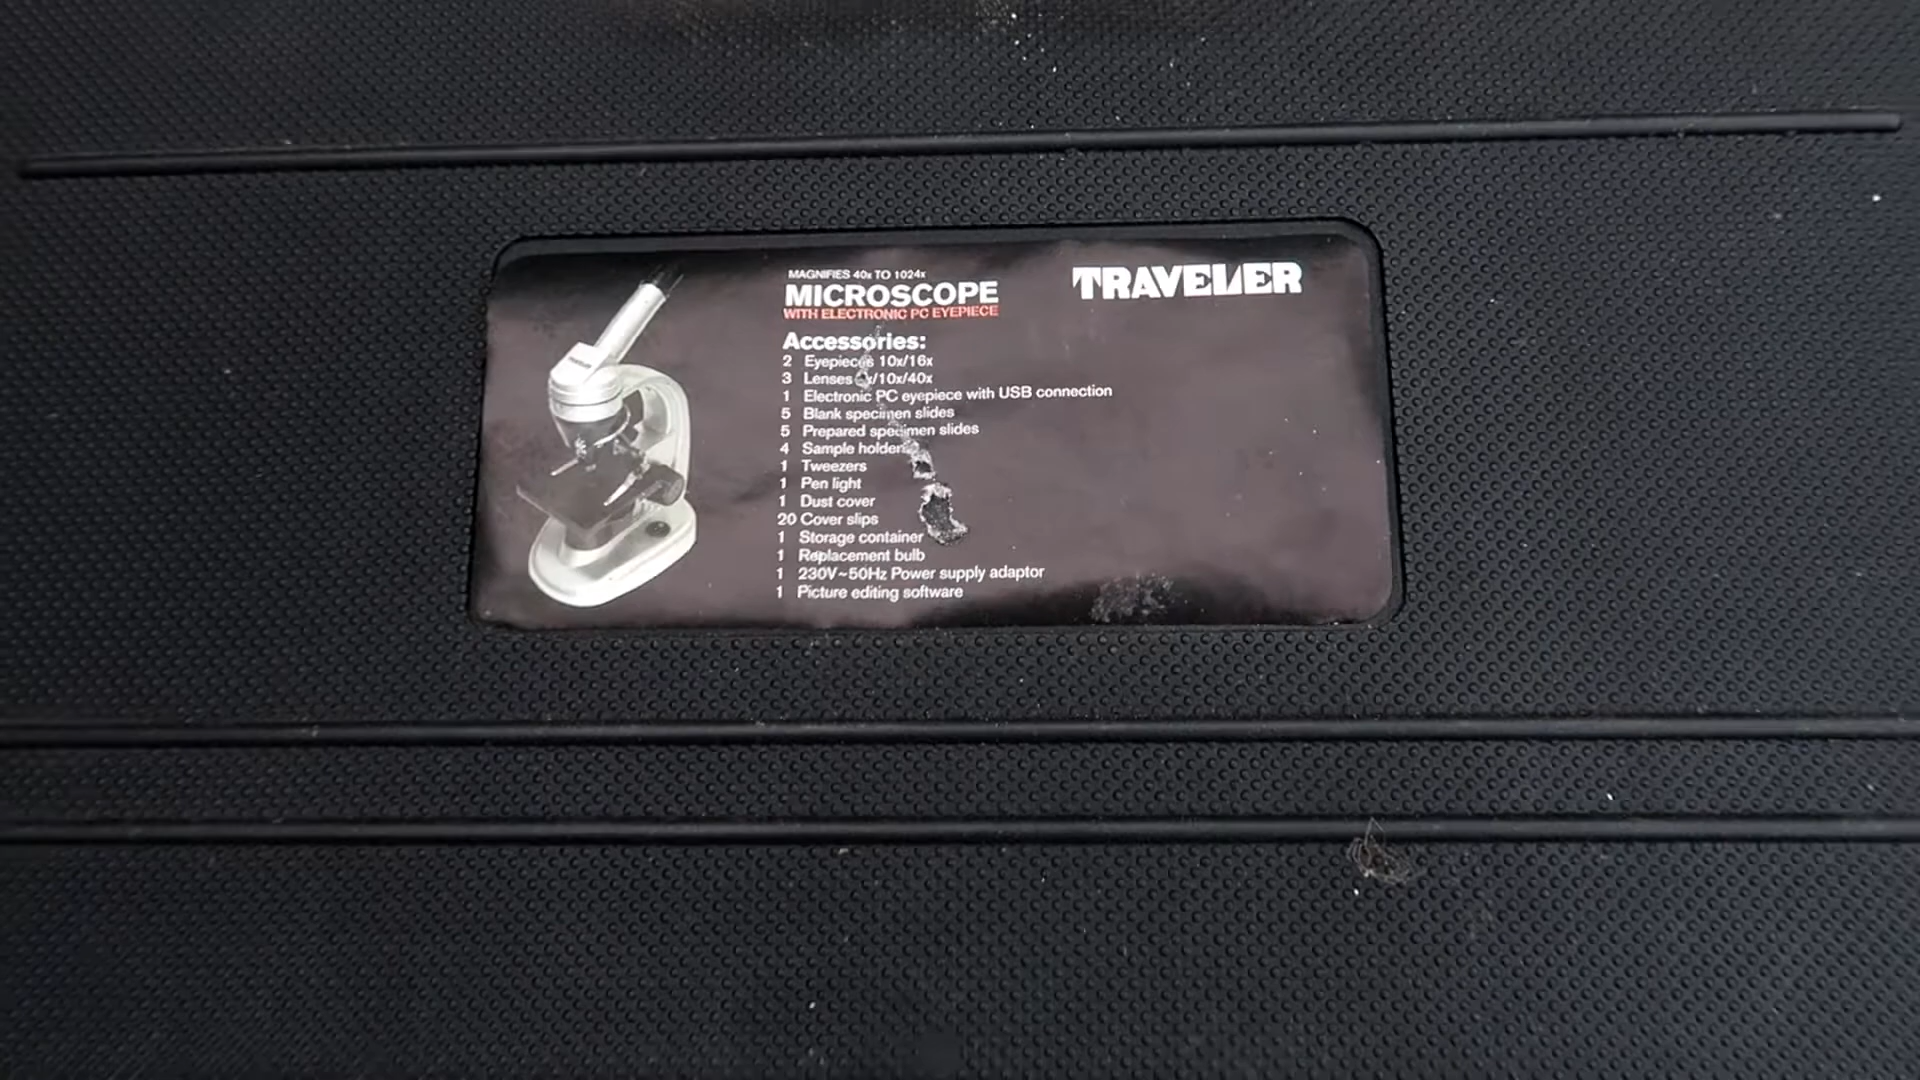 MAGNIFIES 40x TO 1024x
MICROSCOPE
WITH ELECTRONIC PC EYEPIECE
TRAVELER
Accessories:
2 Eyepieces 10x/16x
3 Lenses /10x/40x
1 Electronic PC eyepiece with USB connection
5 Blank specimen slides
5 Prepared specimen slides
4 Sample holders
1 Tweezers
1 Pen light
1 Dust cover
20 Cover slips
1 Storage container
1 Replacement bulb
1 230V~50Hz Power supply adaptor
1 Picture editing software